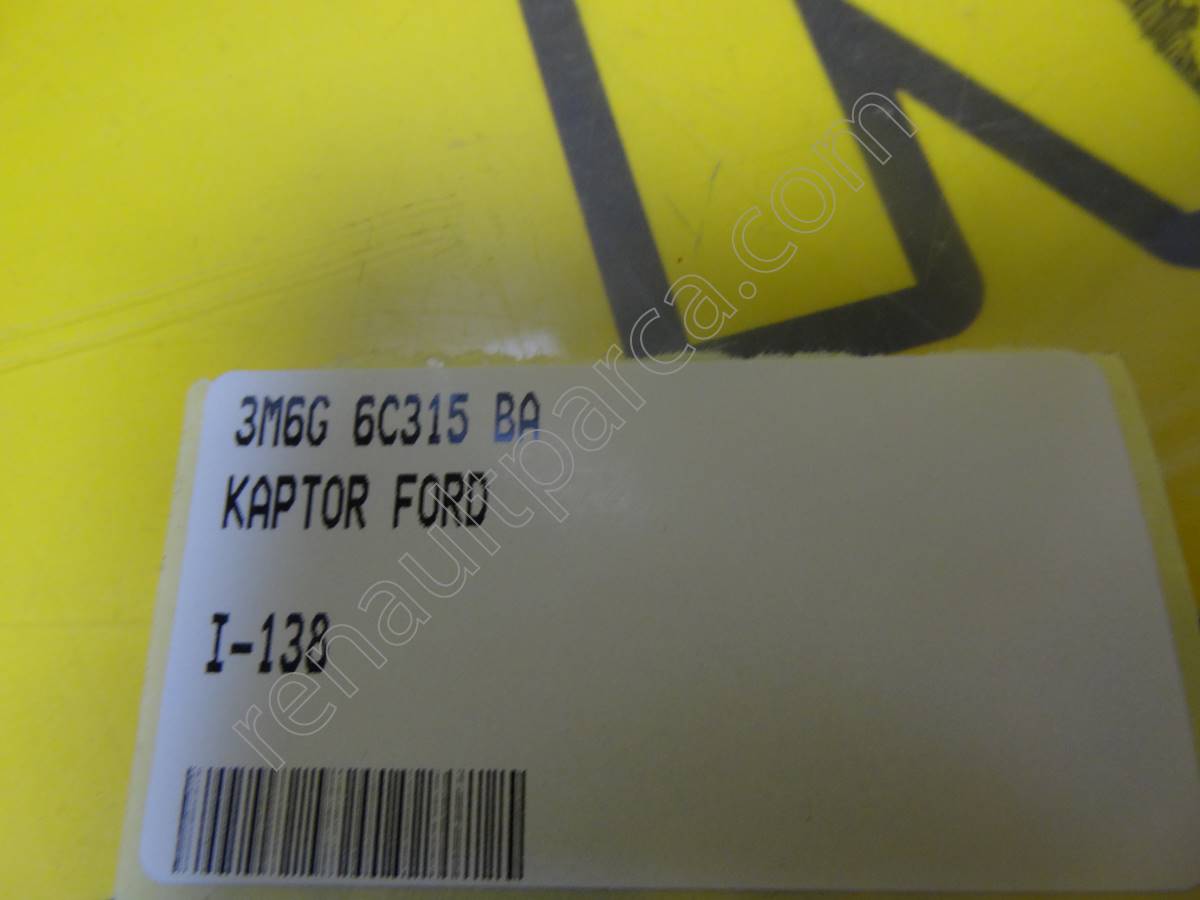 3M6G 6C315 BA
KAPTOR FORD
I-138
renaultparca.com